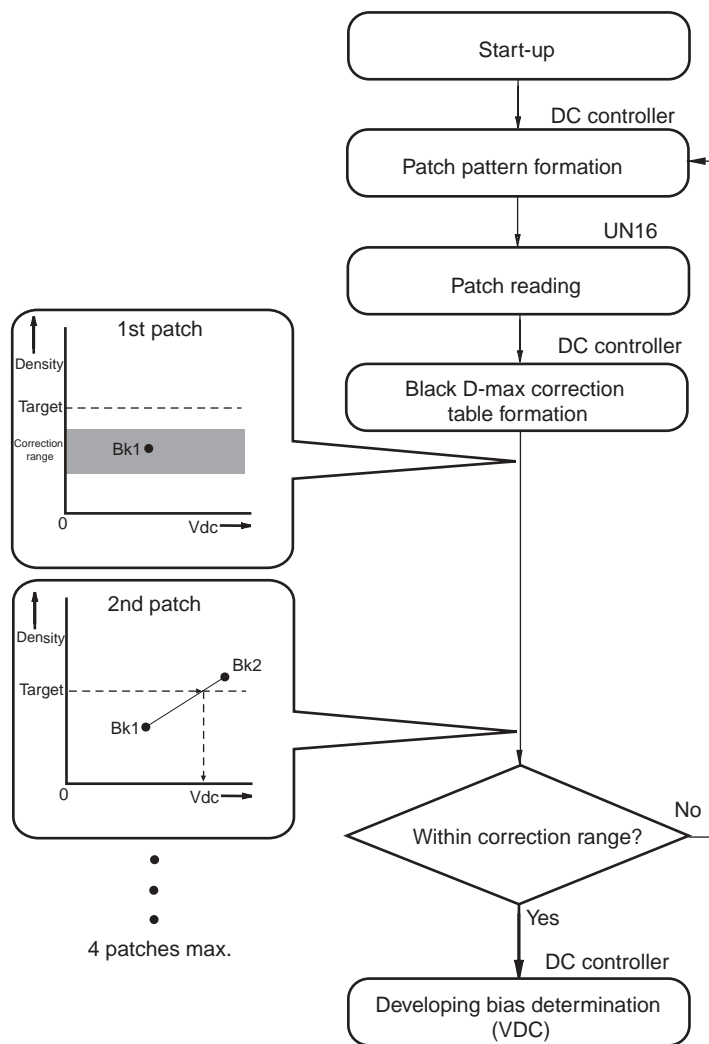 Start-up
DC controller
Patch pattern formation
UN16
Patch reading
DC controller
Black D-max correction
table formation
1st patch
Density
Target
Correction
range
Bk1
0
Vdc
2nd patch
Density
Target
Bk2
Bk1
0
Vdc
4 patches max.
Within correction range?
No
Yes
DC controller
Developing bias determination
(VDC)